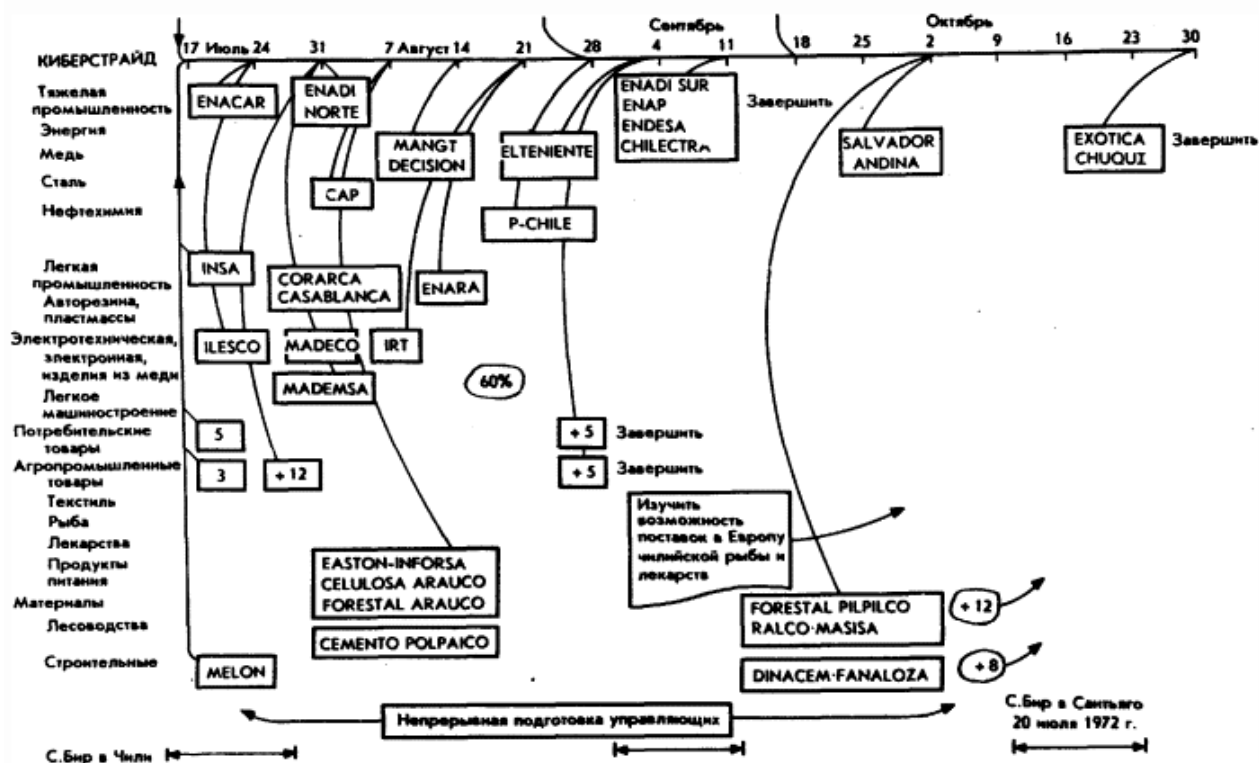 Сентябрь
Октябрь
17 Июль 24 31 7 Август 14 21 28 4 11 18 25 2 9 16 23 30
КИБЕРСТРАЙД
Тяжелая
промышленность
Энергия
Медь
Сталь
Нефтехимия
ENACAR
ENADI
NORTE
MANGT
DECISION
ELTENIENTE
ENADI SUR
ENAP
ENDESA
CHILECTRA
Завершить
SALVADOR
ANDINA
EXOTICA
CHUQUI
Завершить
CAP
P-CHILE
Легкая
промышленность
Авторезина,
пластмассы
INSA
CORARCA
CASABLANCA
ENARA
Электротехническая,
электронная,
изделия из меди
ILESCO
MADECO
IRT
MADEMSA
60%
Легкое
машиностроение
Потребительские
товары
5
+ 5
Завершить
Агропромышленные
товары
3
+ 12
+ 5
Завершить
Текстиль
Рыба
Лекарства
Продукты
питания
Изучить
возможность
поставок в Европу
чилийской рыбы и
лекарств
EASTON-INFORSA
CELULOSA ARAUCO
FORESTAL ARAUCO
Материалы
Лесоводства
FORESTAL PILPILCO
RALCO-MASISA
+ 12
CEMENTO POLPAICO
Строительные
MELON
DINACEM-FANALOZA
+ 8
Непрерывная подготовка управляющих
С.Бир в Сантьяго
20 июля 1972 г.
С.Бир в Чили